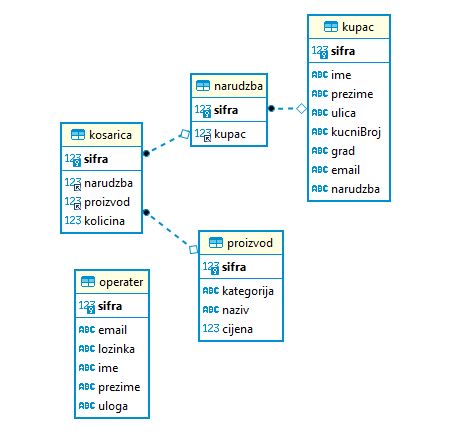 kupac
123 sifra
ABC ime
ABC prezime
ABC ulica
ABC kucniBroj
ABC grad
ABC email
ABC narudzba
narudzba
123 sifra
123 kupac
kosarica
123 sifra
123 narudzba
123 proizvod
123 kolicina
proizvod
123 sifra
ABC kategorija
ABC naziv
123 cijena
operater
123 sifra
ABC email
ABC lozinka
ABC ime
ABC prezime
ABC uloga